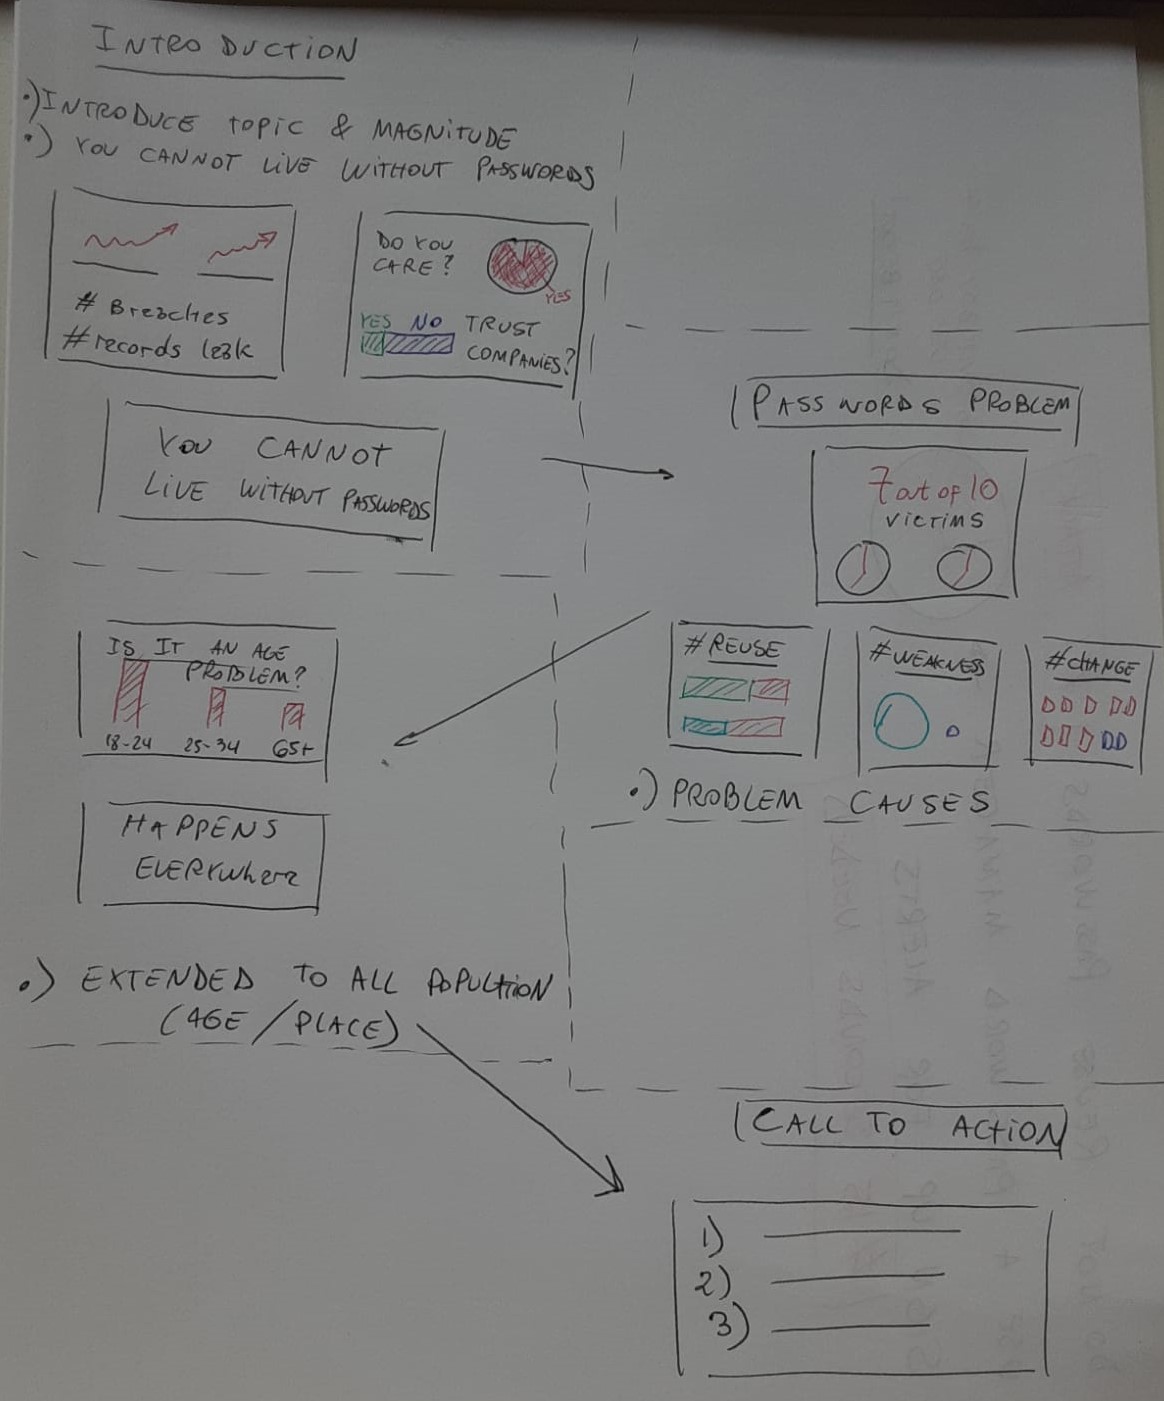 INTRODUCTION
•) INTRODUCE TOPIC & MAGNITUDE
•) YOU CANNOT LIVE WITHOUT PASSWORDS
# Breaches
#records leak
DO YOU
CARE?
YES
YES NO TRUST
COMPANIES?
YOU CANNOT
LIVE WITHOUT PASSWORDS
PASSWORDS PROBLEM
7 out of 10
VICTIMS
#REUSE
#WEAKNESS
#CHANGE
•) PROBLEM CAUSES
IS IT AN AGE
PROBLEM?
18-24 25-34 65+
HAPPENS
EVERYWHERE
•) EXTENDED TO ALL POPULTION
(AGE/PLACE)
CALL TO ACTION
1)
2)
3)